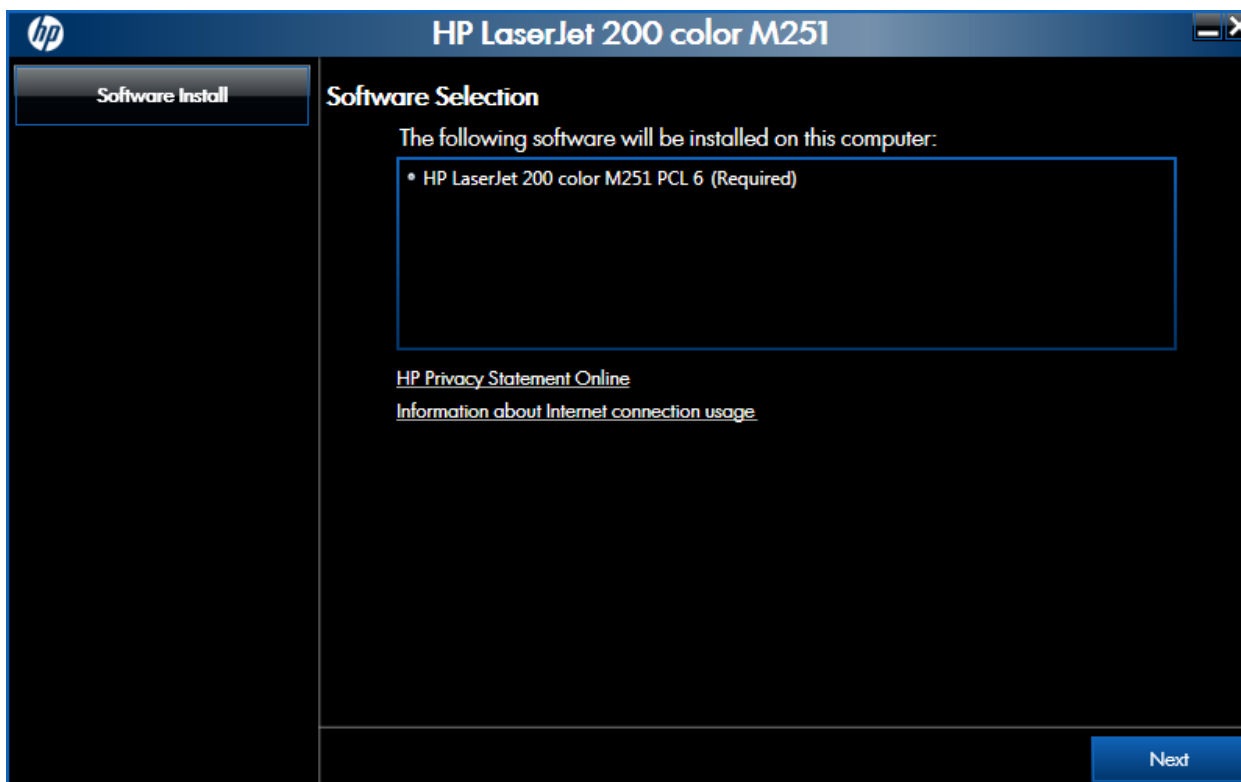 hp
HP LaserJet 200 color M251
Software Install
Software Selection
The following software will be installed on this computer:
• HP LaserJet 200 color M251 PCL 6 (Required)
HP Privacy Statement Online
Information about Internet connection usage
Next